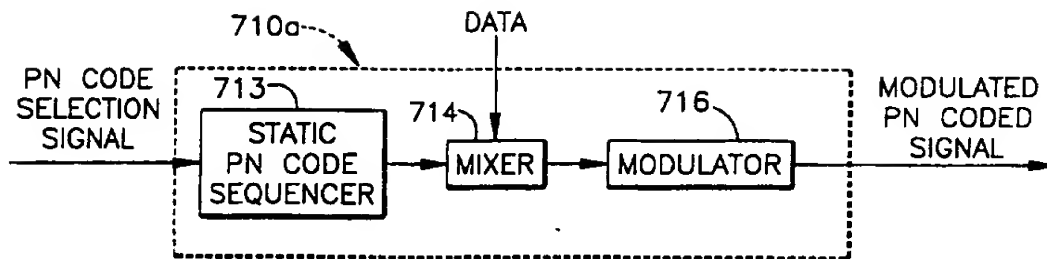 710a
DATA
PN CODE
SELECTION
SIGNAL
713
STATIC
PN CODE
SEQUENCER
714
MIXER
716
MODULATOR
MODULATED
PN CODED
SIGNAL